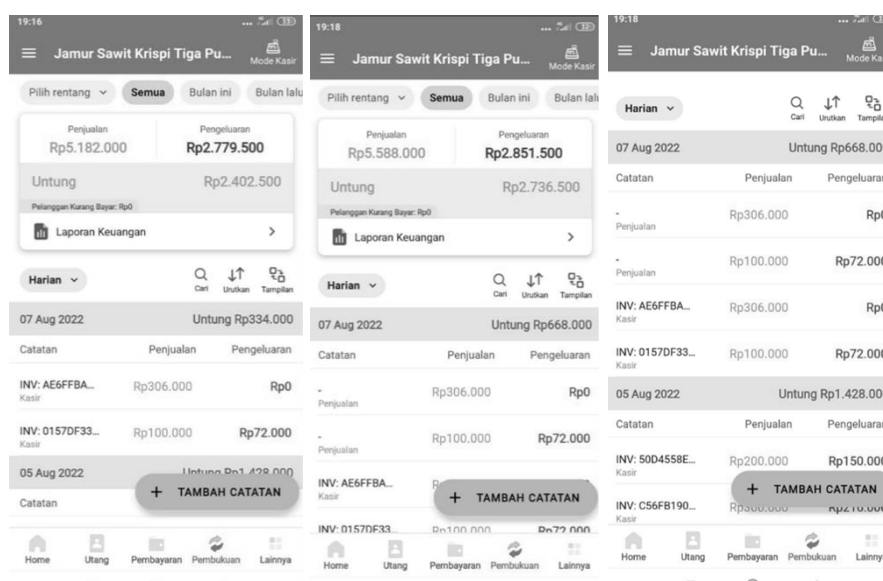 19:16
Jamur Sawit Krispi Tiga Pu...
Mode Kasir
Pilih rentang Semua Bulan ini Bulan lalu
Penjualan Pengeluaran
Rp5.182.000 Rp2.779.500
Untung Rp2.402.500
Pelanggan Kurang Bayar: Rp0
Laporan Keuangan
Harian Cari Urutkan Tampilan
07 Aug 2022 Untung Rp334.000
Catatan Penjualan Pengeluaran
INV: AE6FFBA... Rp306.000 Rp0
Kasir
INV: 0157DF33... Rp100.000 Rp72.000
Kasir
05 Aug 2022 Untung Rp1.428.000
Catatan
+ TAMBAH CATATAN
Home Utang Pembayaran Pembukuan Lainnya
19:18
Jamur Sawit Krispi Tiga Pu...
Mode Kasir
Pilih rentang Semua Bulan ini Bulan lalu
Penjualan Pengeluaran
Rp5.588.000 Rp2.851.500
Untung Rp2.736.500
Pelanggan Kurang Bayar: Rp0
Laporan Keuangan
Harian Cari Urutkan Tampilan
07 Aug 2022 Untung Rp668.000
Catatan Penjualan Pengeluaran
- Rp306.000 Rp0
Penjualan
- Rp100.000 Rp72.000
Penjualan
INV: AE6FFBA...
Kasir
+ TAMBAH CATATAN
INV: 0157DF33... Rp100.000 Rp72.000
Home Utang Pembayaran Pembukuan Lainnya
19:18
Jamur Sawit Krispi Tiga Pu...
Mode Ka
Harian Cari Urutkan Tampila
07 Aug 2022 Untung Rp668.00
Catatan Penjualan Pengeluaran
- Rp306.000 Rp0
Penjualan
- Rp100.000 Rp72.000
Penjualan
INV: AE6FFBA... Rp306.000 Rp0
Kasir
INV: 0157DF33... Rp100.000 Rp72.000
Kasir
05 Aug 2022 Untung Rp1.428.00
Catatan Penjualan Pengeluaran
INV: 50D4558E... Rp200.000 Rp150.000
Kasir
INV: C56FB190...
Kasir
+ TAMBAH CATATAN
Home Utang Pembayaran Pembukuan Lainny